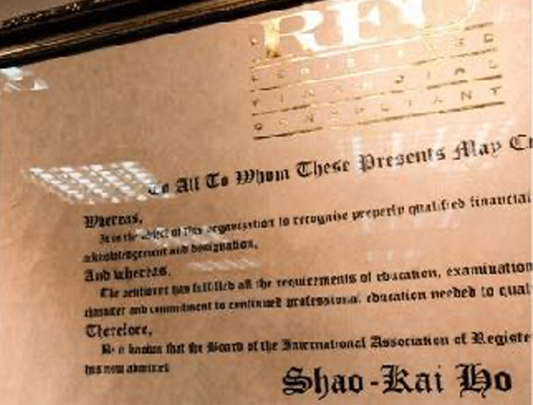 RFC
REGISTERED
FINANCIAL
CONSULTANT
To All To Whom These Presents May
Whereas,
It is the object of this organization to recognize properly qualified financial
acknowledgement and designation,
And whereas,
The petitioner has fulfilled all the requirements of education, examination
character and commitment to continued professional education needed to
Therefore,
Be it known that the Board of the International Association of
has now admitted
Shao-Kai Ho